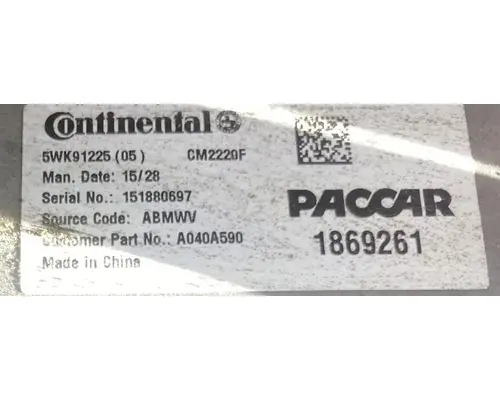 Continental
5WK91225 (05 ) CM2220F
Man. Date: 15/28
Serial No.: 151880697
Source Code: ABMWV
Customer Part No.: A040A590
Made in China
PACCAR
1869261